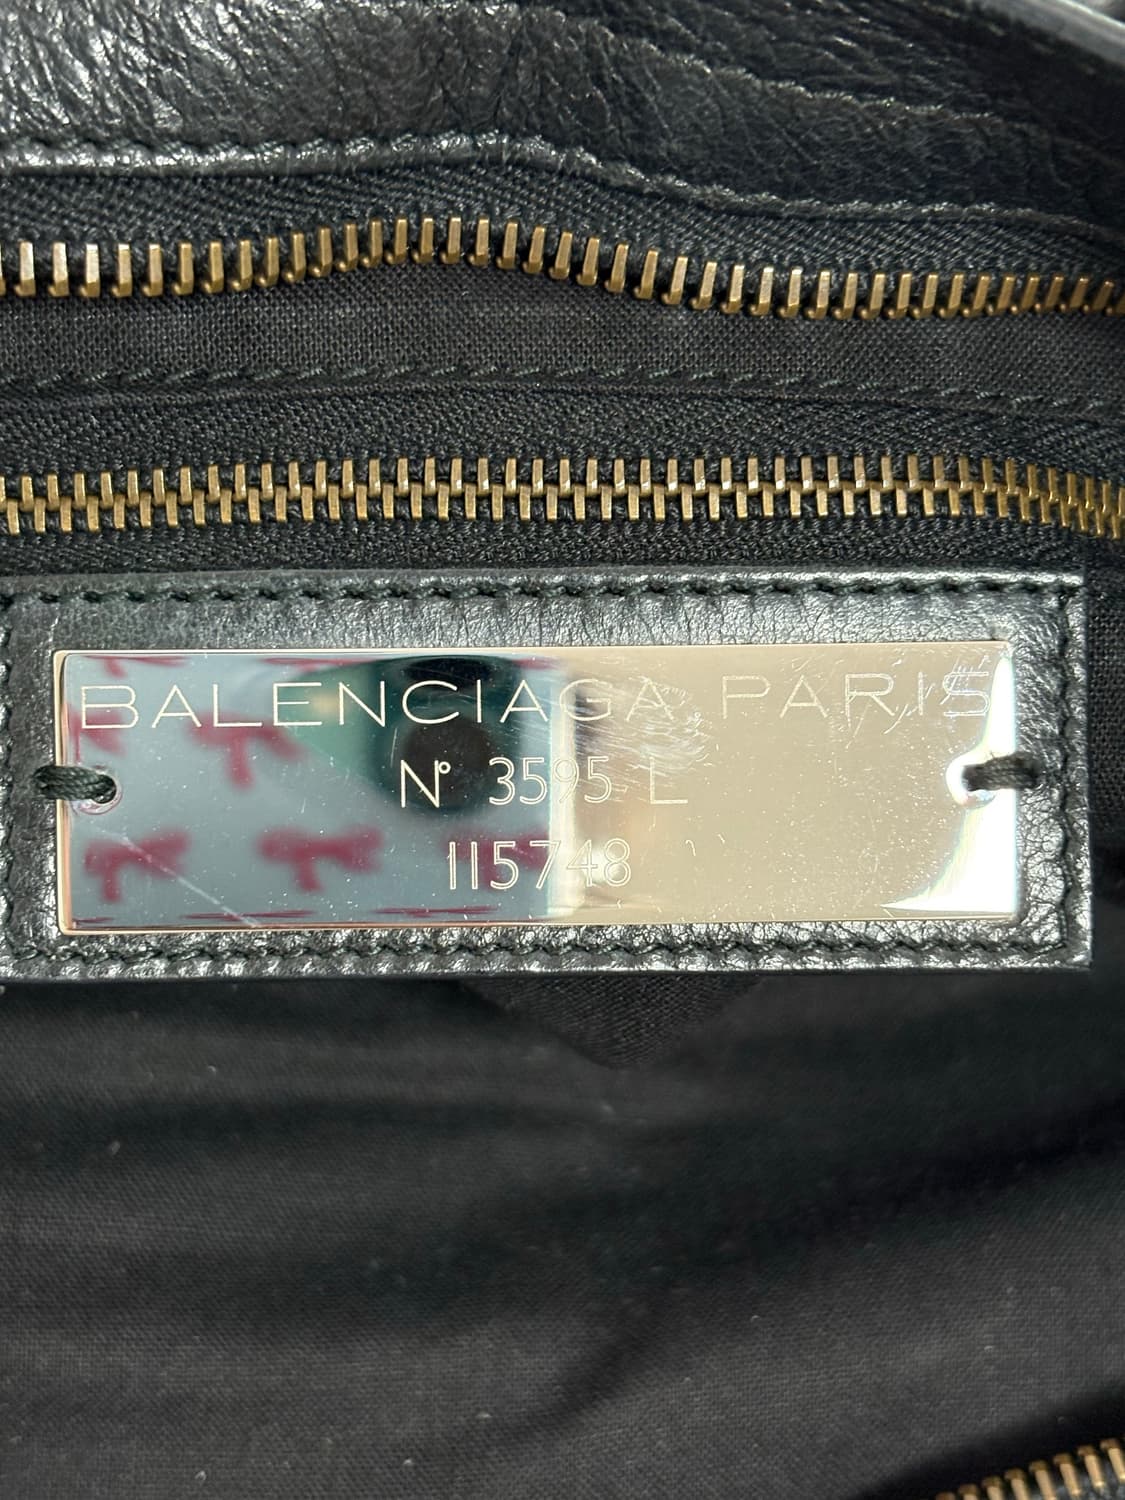 BALENCIAGA PARIS
N° 3595 L
115748